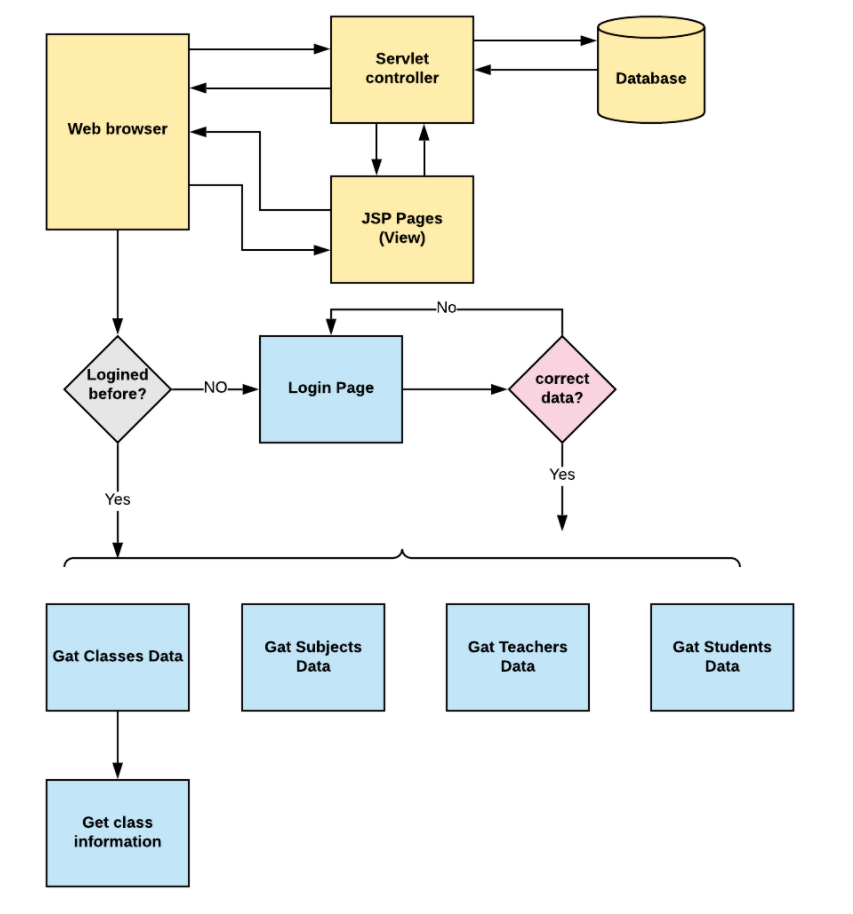 Servlet
controller
Database
Web browser
JSP Pages
(View)
No
Logined
before?
NO
Login Page
correct
data?
Yes
Yes
Gat Classes Data
Gat Subjects
Data
Gat Teachers
Data
Gat Students
Data
Get class
information